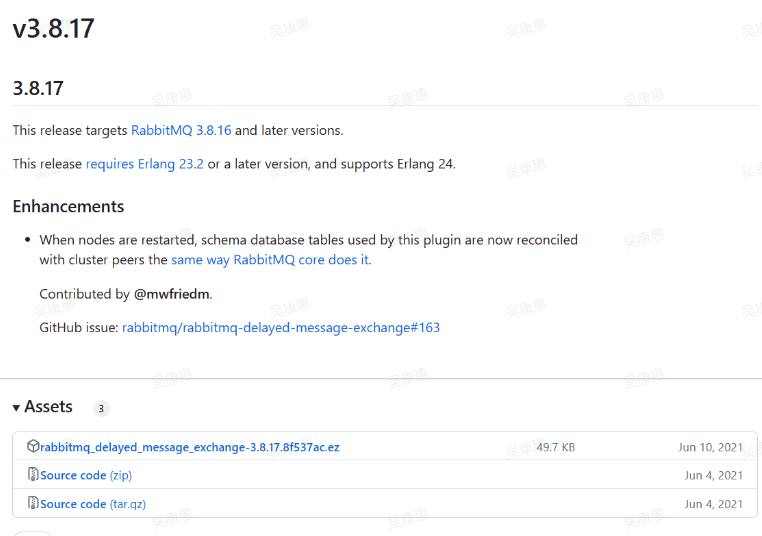 v3.8.17
3.8.17
This release targets RabbitMQ 3.8.16 and later versions.
This release requires Erlang 23.2 or a later version, and supports Erlang 24.
Enhancements
• When nodes are restarted, schema database tables used by this plugin are now reconciled
with cluster peers the same way RabbitMQ core does it.
Contributed by @mwfriedm.
GitHub issue: rabbitmq/rabbitmq-delayed-message-exchange#163
▾ Assets 3
rabbitmq_delayed_message_exchange-3.8.17.8f537ac.ez 49.7 KB Jun 10, 2021
Source code (zip) Jun 4, 2021
Source code (tar.gz) Jun 4, 2021
吴康惠